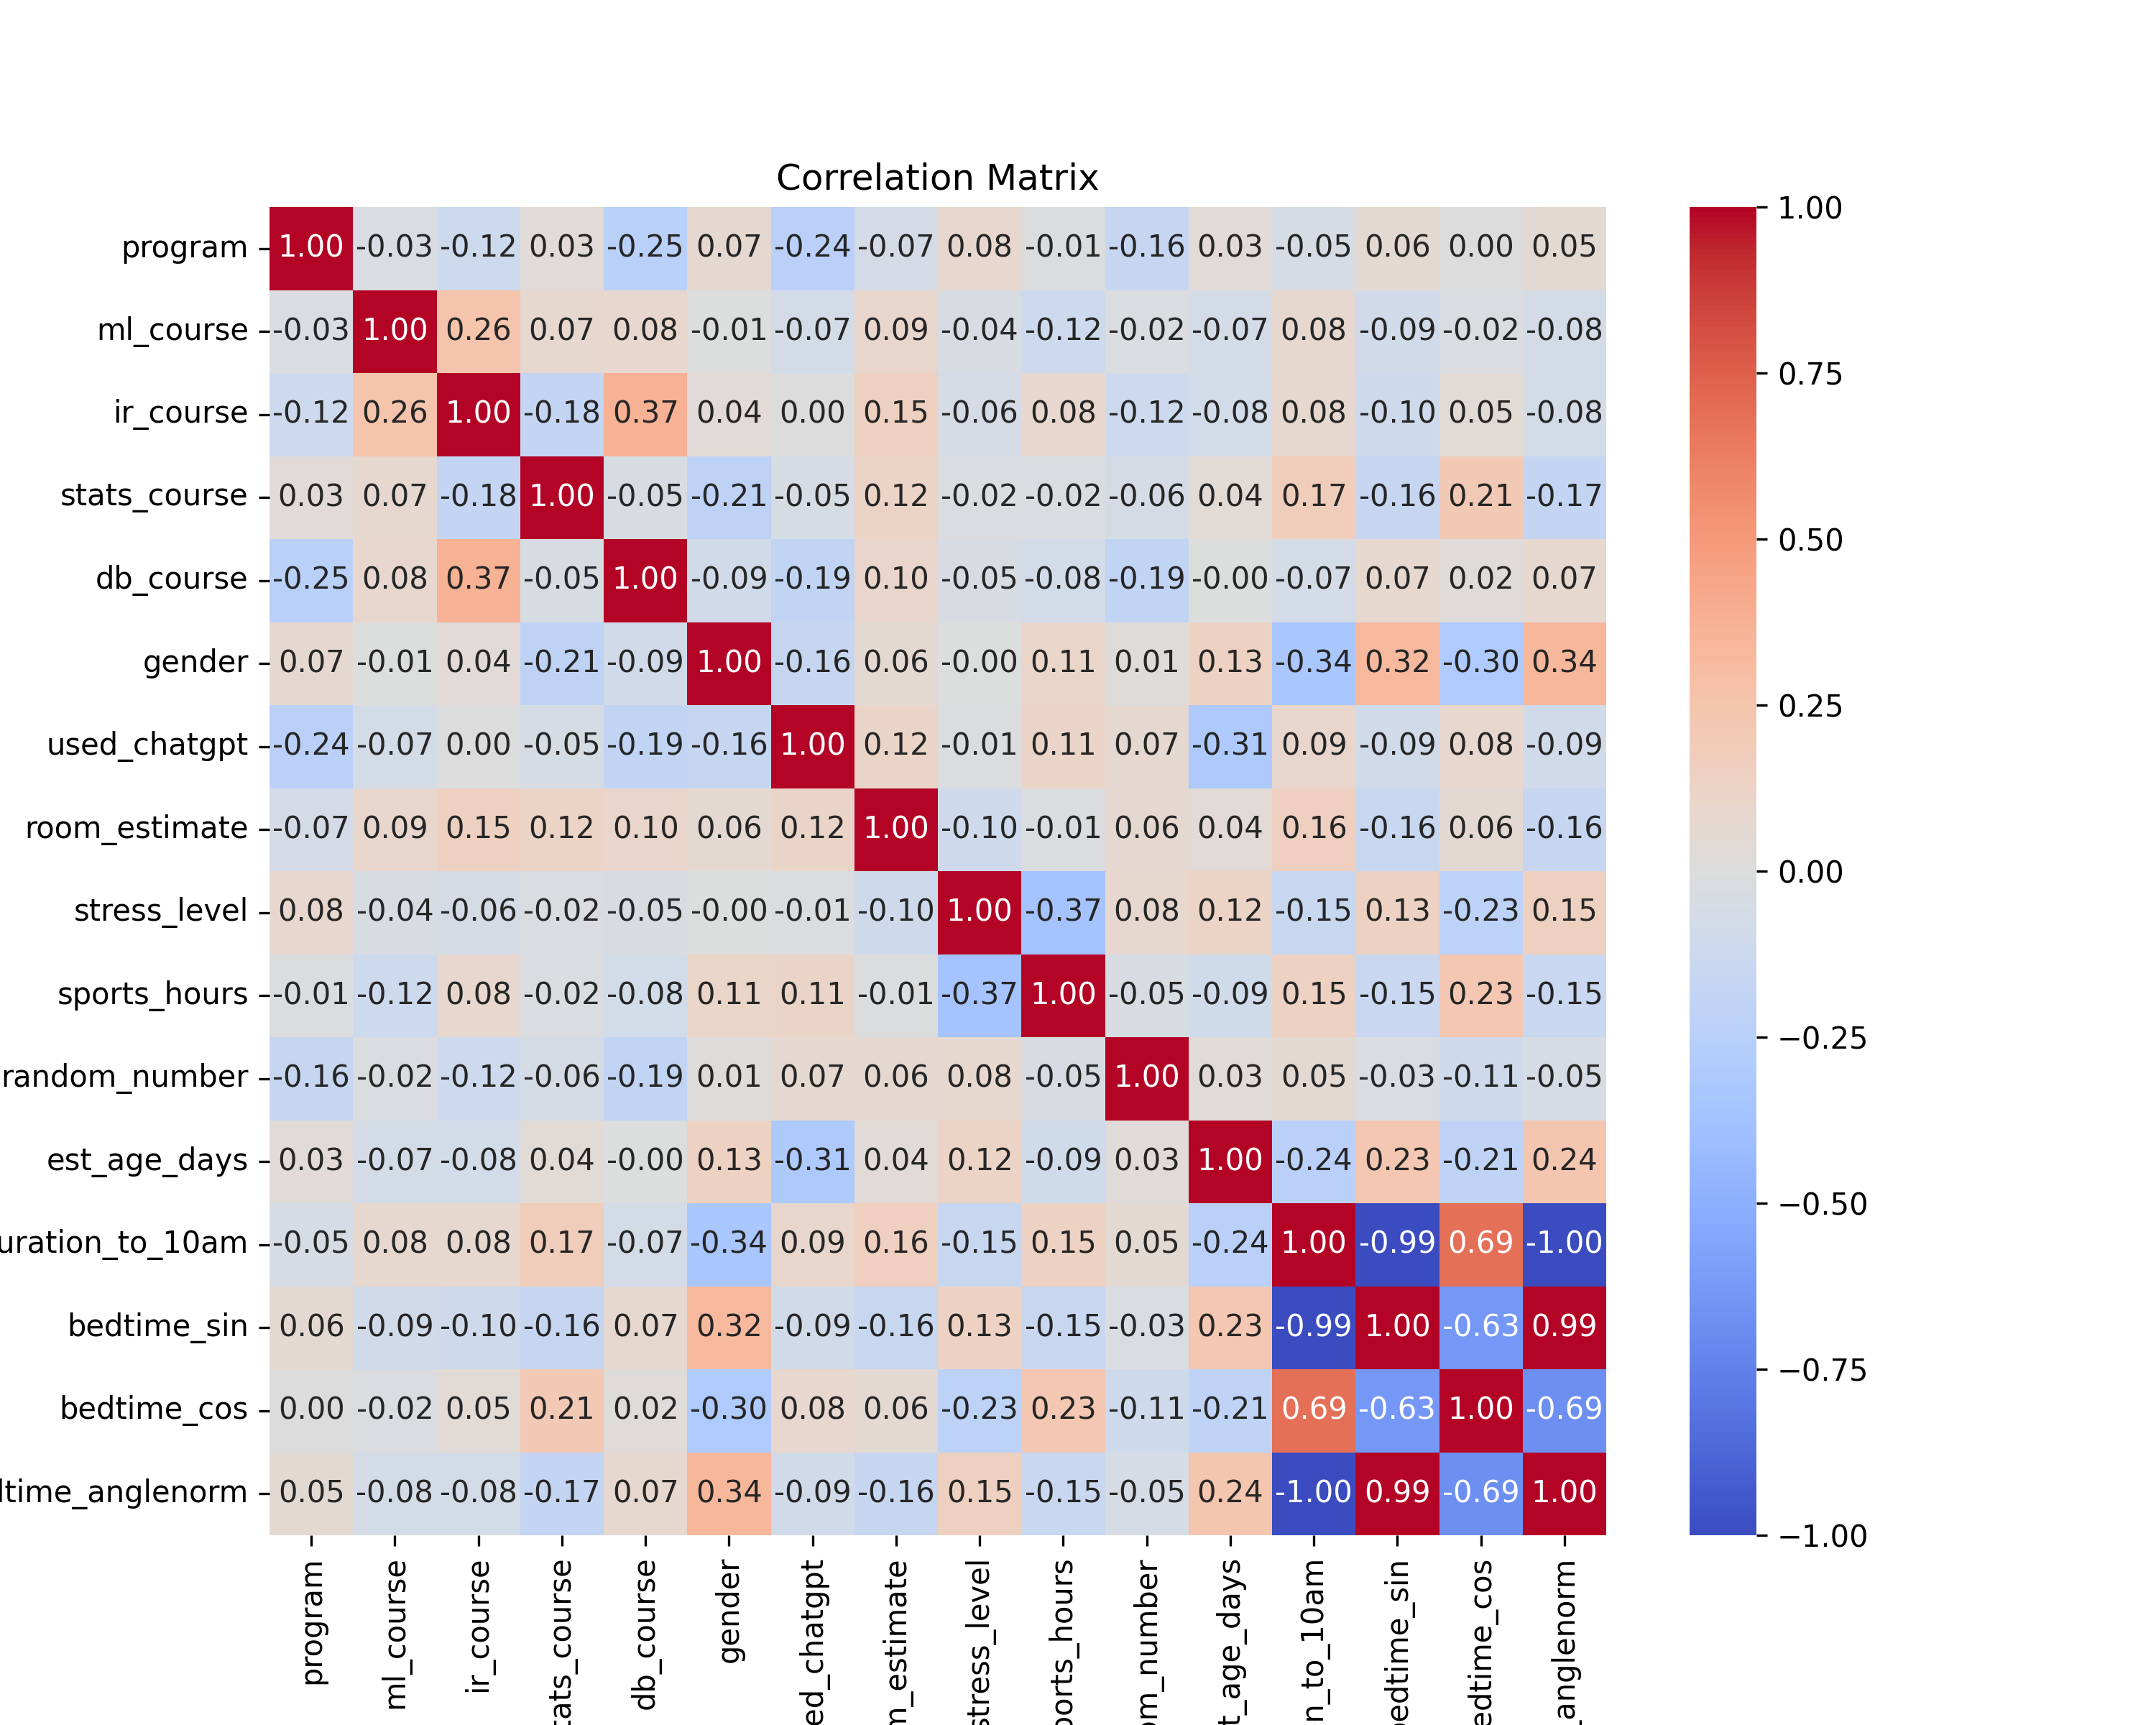 Correlation Matrix
program 1.00 -0.03 -0.12 0.03 -0.25 0.07 -0.24 -0.07 0.08 -0.01 -0.16 0.03 -0.05 0.06 0.00 0.05
ml_course -0.03 1.00 0.26 0.07 0.08 -0.01 -0.07 0.09 -0.04 -0.12 -0.02 -0.07 0.08 -0.09 -0.02 -0.08
ir_course -0.12 0.26 1.00 -0.18 0.37 0.04 0.00 0.15 -0.06 0.08 -0.12 -0.08 0.08 -0.10 0.05 -0.08
stats_course 0.03 0.07 -0.18 1.00 -0.05 -0.21 -0.05 0.12 -0.02 -0.02 -0.06 0.04 0.17 -0.16 0.21 -0.17
db_course -0.25 0.08 0.37 -0.05 1.00 -0.09 -0.19 0.10 -0.05 -0.08 -0.19 -0.00 -0.07 0.07 0.02 0.07
gender 0.07 -0.01 0.04 -0.21 -0.09 1.00 -0.16 0.06 -0.00 0.11 0.01 0.13 -0.34 0.32 -0.30 0.34
used_chatgpt -0.24 -0.07 0.00 -0.05 -0.19 -0.16 1.00 0.12 -0.01 0.11 0.07 -0.31 0.09 -0.09 0.08 -0.09
room_estimate -0.07 0.09 0.15 0.12 0.10 0.06 0.12 1.00 -0.10 -0.01 0.06 0.04 0.16 -0.16 0.06 -0.16
stress_level 0.08 -0.04 -0.06 -0.02 -0.05 -0.00 -0.01 -0.10 1.00 -0.37 0.08 0.12 -0.15 0.13 -0.23 0.15
sports_hours -0.01 -0.12 0.08 -0.02 -0.08 0.11 0.11 -0.01 -0.37 1.00 -0.05 -0.09 0.15 -0.15 0.23 -0.15
random_number -0.16 -0.02 -0.12 -0.06 -0.19 0.01 0.07 0.06 0.08 -0.05 1.00 0.03 0.05 -0.03 -0.11 -0.05
est_age_days 0.03 -0.07 -0.08 0.04 -0.00 0.13 -0.31 0.04 0.12 -0.09 0.03 1.00 -0.24 0.23 -0.21 0.24
uration_to_10am -0.05 0.08 0.08 0.17 -0.07 -0.34 0.09 0.16 -0.15 0.15 0.05 -0.24 1.00 -0.99 0.69 -1.00
bedtime_sin 0.06 -0.09 -0.10 -0.16 0.07 0.32 -0.09 -0.16 0.13 -0.15 -0.03 0.23 -0.99 1.00 -0.63 0.99
bedtime_cos 0.00 -0.02 0.05 0.21 0.02 -0.30 0.08 0.06 -0.23 0.23 -0.11 -0.21 0.69 -0.63 1.00 -0.69
dtime_anglenorm 0.05 -0.08 -0.08 -0.17 0.07 0.34 -0.09 -0.16 0.15 -0.15 -0.05 0.24 -1.00 0.99 -0.69 1.00
program
ml_course
ir_course
tats_course
db_course
gender
ed_chatgpt
m_estimate
stress_level
ports_hours
om_number
t_age_days
n_to_10am
bedtime_sin
edtime_cos
_anglenorm
1.00
0.75
0.50
0.25
0.00
−0.25
−0.50
−0.75
−1.00